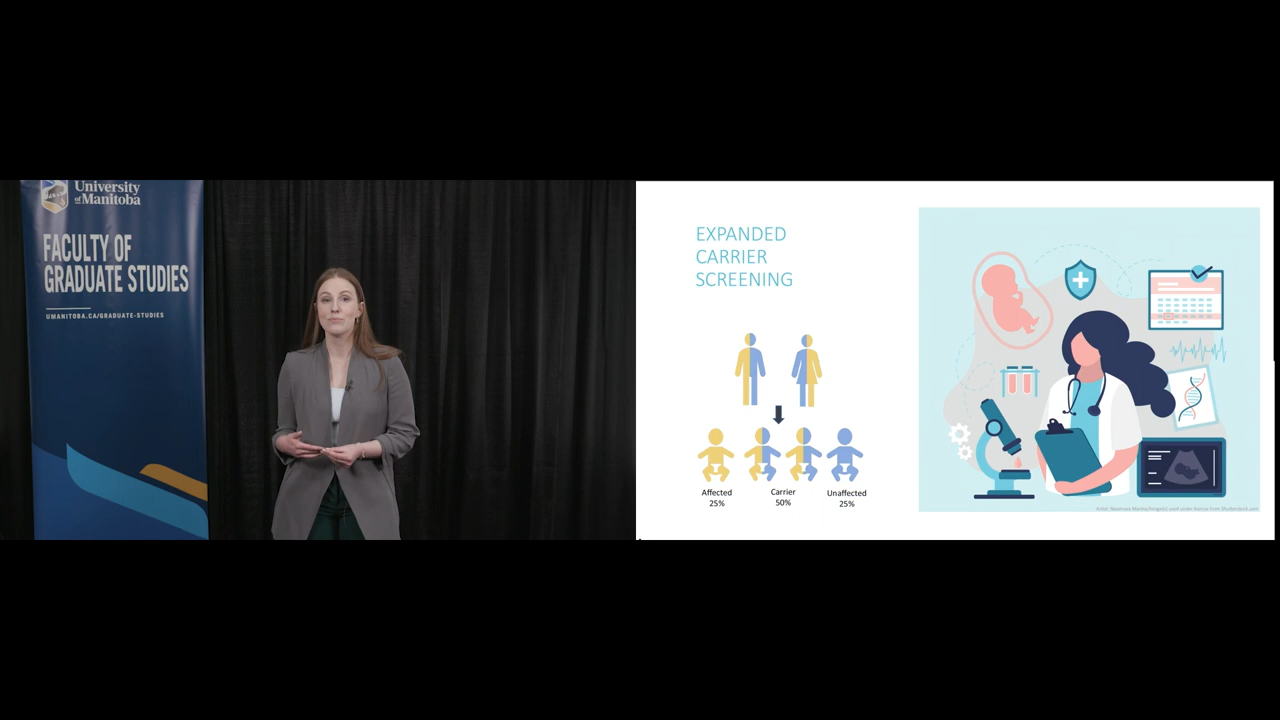 University
of Manitoba
FACULTY OF
GRADUATE STUDIES
UMANITOBA.CA/GRADUATE-STUDIES
EXPANDED
CARRIER
SCREENING
Affected
25%
Carrier
50%
Unaffected
25%